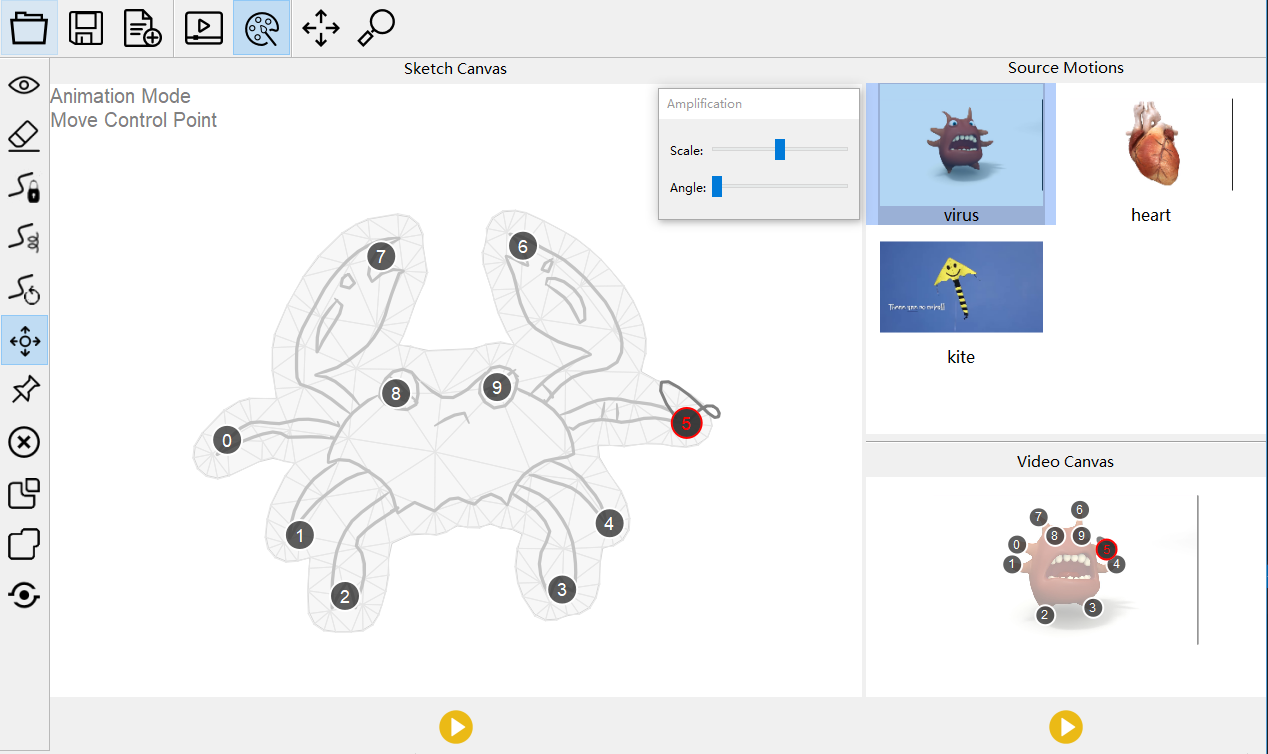 Sketch Canvas
Source Motions
Animation Mode
Move Control Point
Amplification
Scale:
Angle:
virus
heart
kite
Video Canvas
7
6
8
9
0
5
1
4
2
3
7
6
8
9
0
5
1
4
2
3